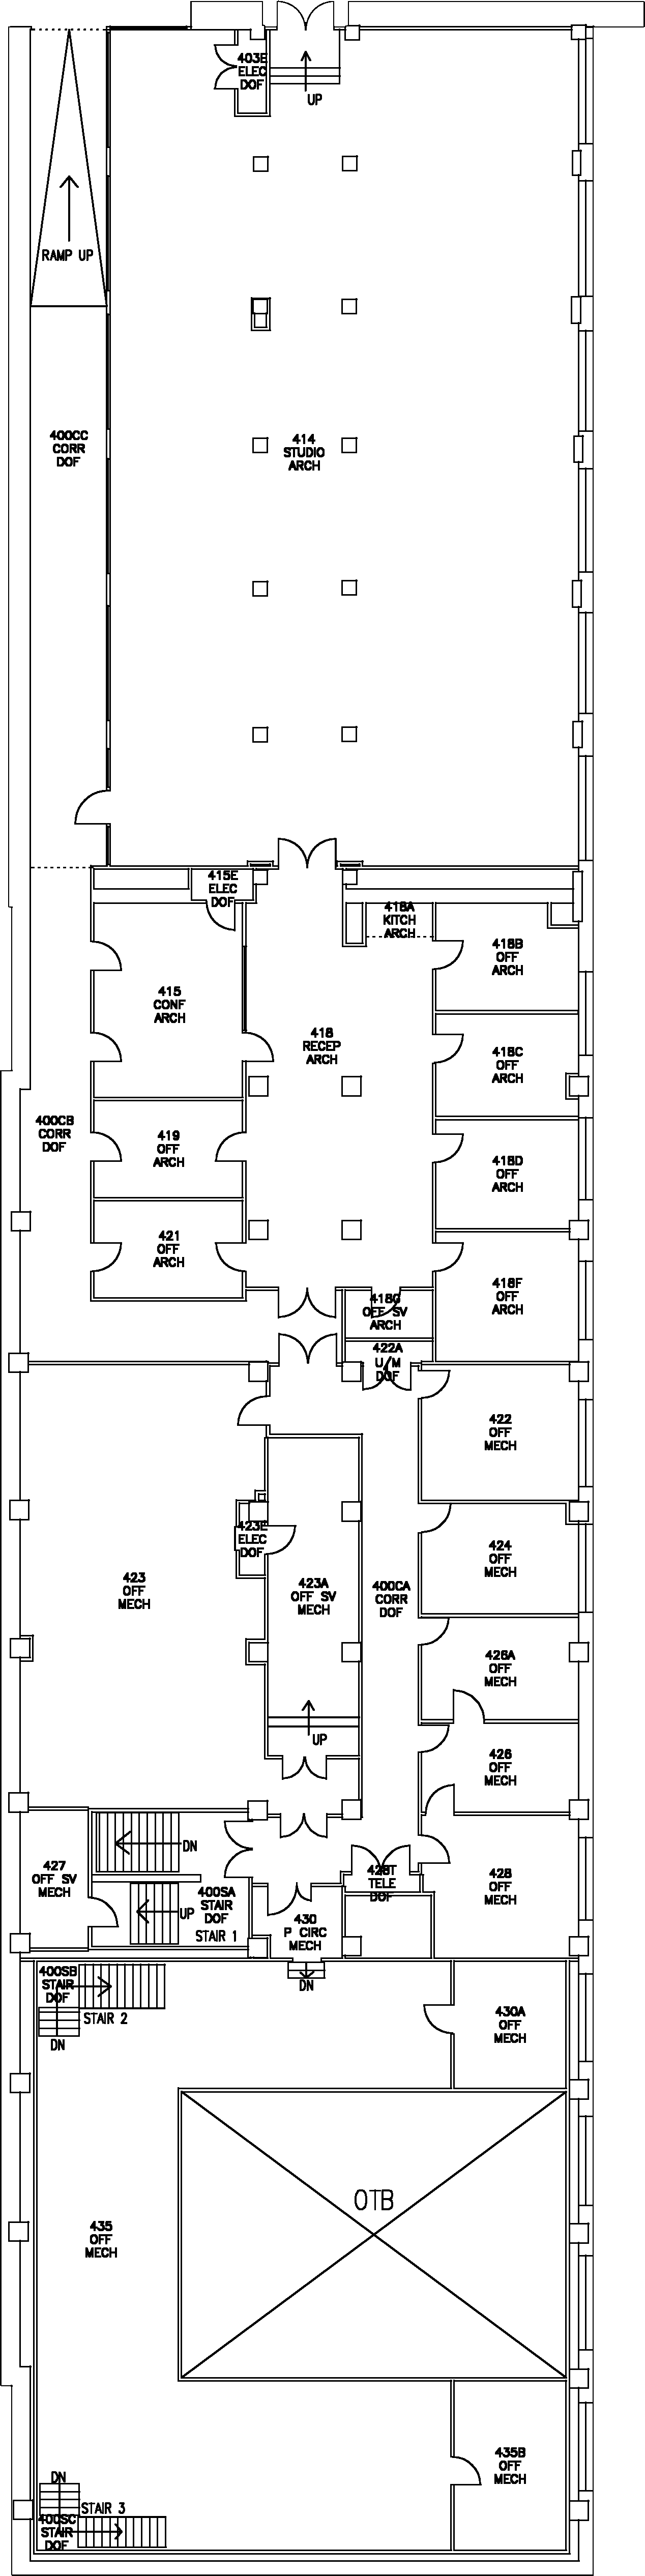 403E
ELEC
DOF
UP
RAMP UP
400CC
CORR
DOF
414
STUDIO
ARCH
415E
ELEC
DOF
418A
KITCH
ARCH
418B
OFF
ARCH
415
CONF
ARCH
418
RECEP
ARCH
418C
OFF
ARCH
400CB
CORR
DOF
419
OFF
ARCH
418D
OFF
ARCH
421
OFF
ARCH
418F
OFF
ARCH
418G
OFF SV
ARCH
422A
U/M
DOF
422
OFF
MECH
423E
ELEC
DOF
424
OFF
MECH
423
OFF
MECH
423A
OFF SV
MECH
400CA
CORR
DOF
426A
OFF
MECH
UP
426
OFF
MECH
DN
427
OFF SV
MECH
428T
TELE
DOF
428
OFF
MECH
400SA
STAIR
DOF
UP
STAIR 1
430
P CIRC
MECH
DN
400SB
STAIR
DOF
STAIR 2
DN
430A
OFF
MECH
OTB
435
OFF
MECH
435B
OFF
MECH
DN
STAIR 3
400SC
STAIR
DOF